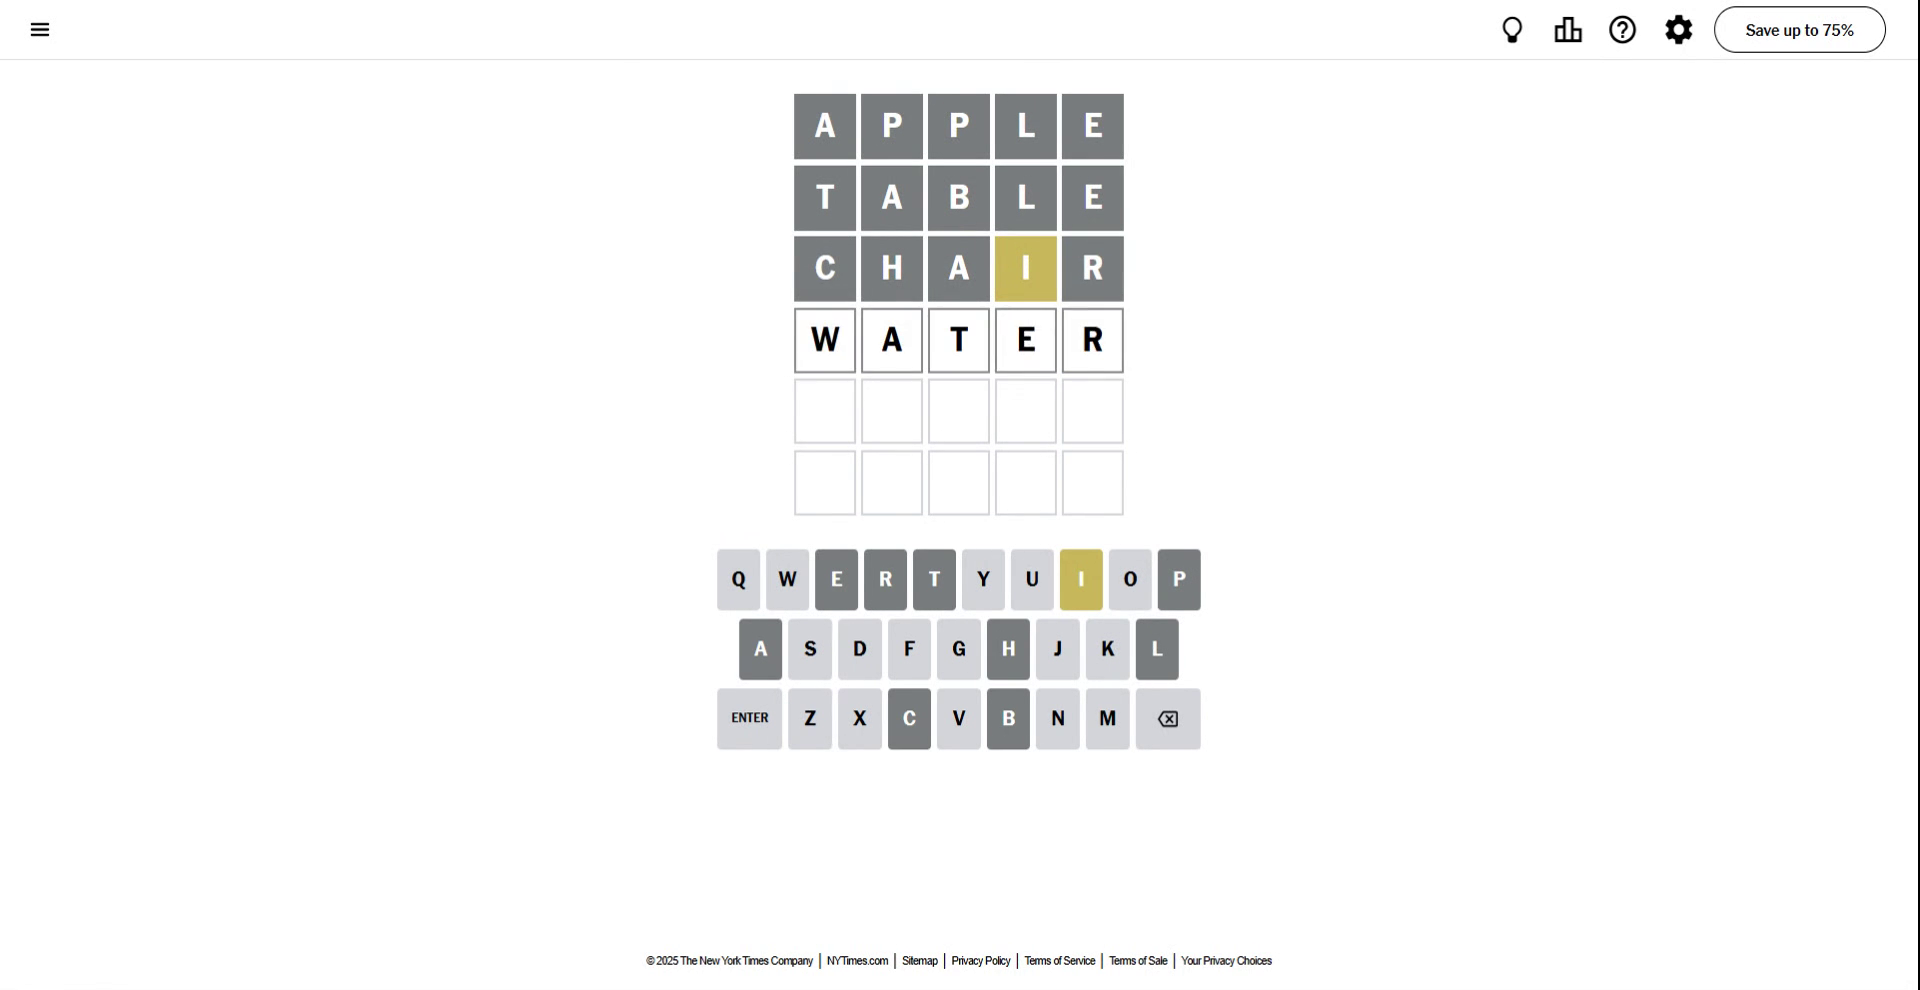 Save up to 75%
A P P L E
T A B L E
C H A I R
W A T E R
Q W E R T Y U I O P
A S D F G H J K L
ENTER Z X C V B N M
© 2025 The New York Times Company | NYTimes.com | Sitemap | Privacy Policy | Terms of Service | Terms of Sale | Your Privacy Choices